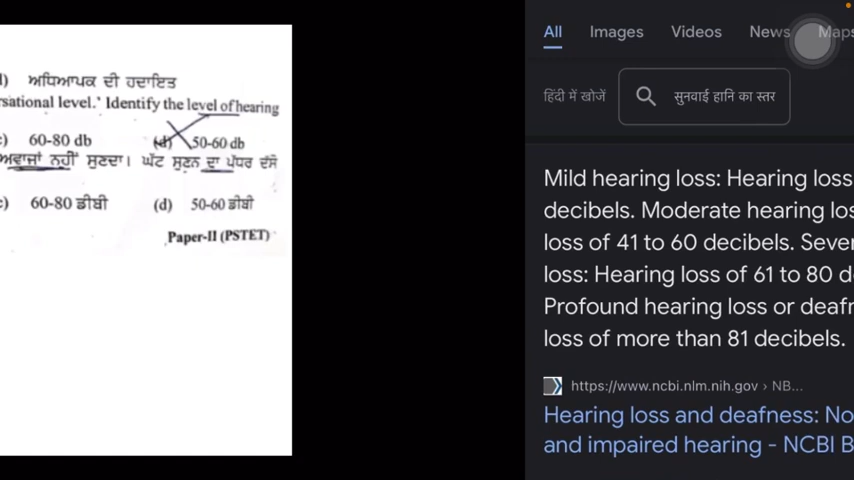 ) ਅਧਿਆਪਕ ਦੀ ਹਦਾਇਤ
sational level.' Identify the level of hearing
) 60-80 db (d) 50-60 db
ਅਵਾਜ਼ਾਂ ਨਹੀਂ ਸੁਣਦਾ। ਘੱਟ ਸੁਣਨ ਦਾ ਪੱਧਰ ਦੱਸੋ
) 60-80 ਡੀਬੀ (d) 50-60 ਡੀਬੀ
Paper-II (PSTET)
All Images Videos News Maps
हिंदी में खोजें सुनवाई हानि का स्तर
Mild hearing loss: Hearing loss
decibels. Moderate hearing los
loss of 41 to 60 decibels. Sever
loss: Hearing loss of 61 to 80 d
Profound hearing loss or deafn
loss of more than 81 decibels.
https://www.ncbi.nlm.nih.gov › NB...
Hearing loss and deafness: No
and impaired hearing - NCBI B